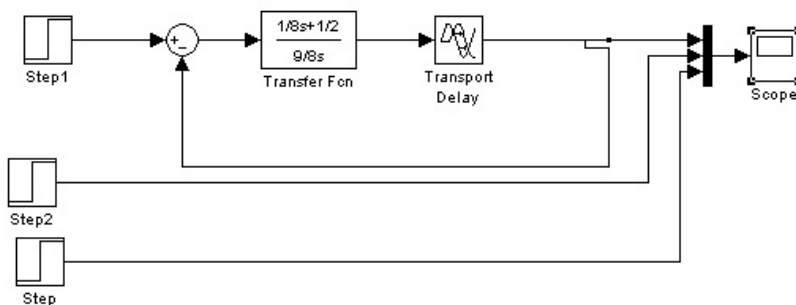 1/8s+1/2
9/8s
Step1
Transfer Fcn
Transport
Delay
Scope
Step2
Step